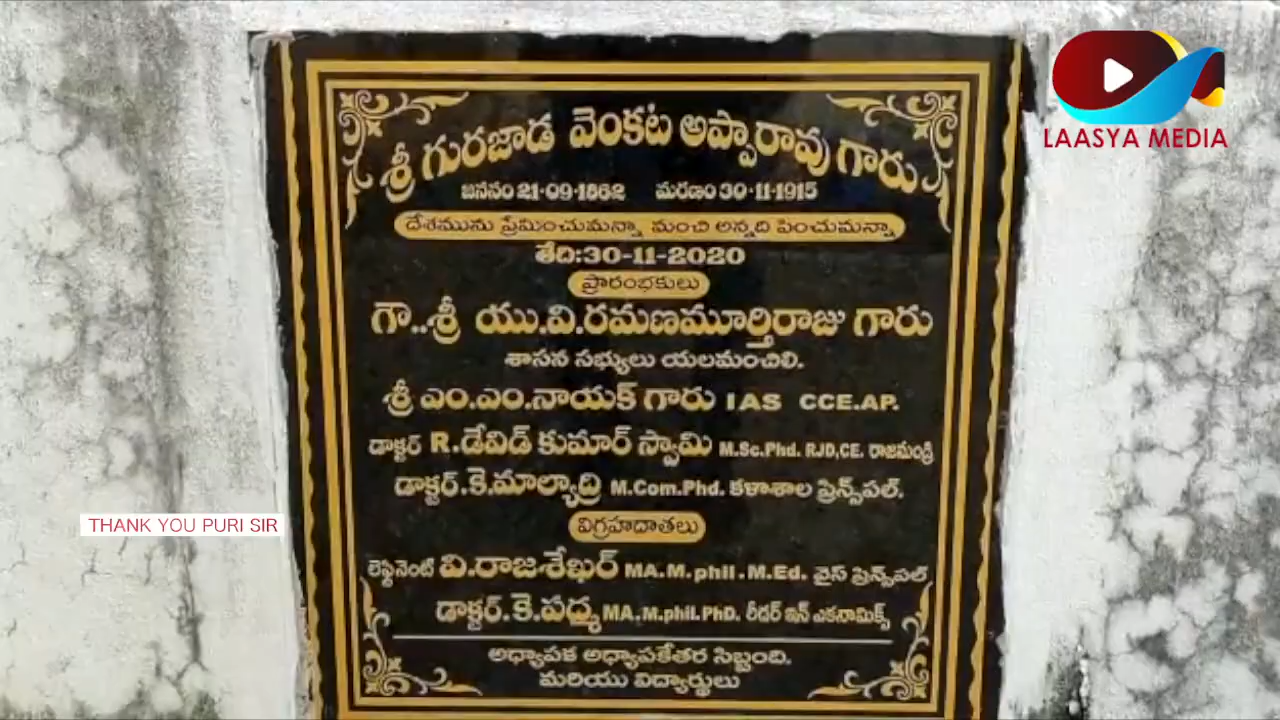 LAASYA MEDIA
శ్రీ గురజాడ వెంకట అప్పారావు గారు
జననం 21-09-1862 మరణం 30-11-1915
దేశమును ప్రేమించుమన్నా మంచి అన్నది పెంచుమన్నా
తేది:30-11-2020
ప్రారంభకులు
గౌ..శ్రీ యు.వి.రమణమూర్తిరాజు గారు
శాసన సభ్యులు యలమంచిలి.
శ్రీ ఎం.ఎం.నాయక్ గారు IAS CCE.AP.
డాక్టర్ R.డేవిడ్ కుమార్ స్వామి M.Sc.Phd. RJD,CE. రాజమండ్రి
డాక్టర్.కె.మాల్యాద్రి M.Com.Phd. కళాశాల ప్రిన్స్‌పల్.
THANK YOU PURI SIR
విగ్రహదాతలు
లెఫ్టినెంట్ వి.రాజశేఖర్ MA.M.phil.M.Ed. వైస్ ప్రిన్స్‌పల్
డాక్టర్.కె.పద్మ MA.M.phil.PhD. రీడర్ ఇన్ ఎకనామిక్స్
అధ్యాపక అధ్యాపకేతర సిబ్బంది.
మరియు విద్యార్థులు